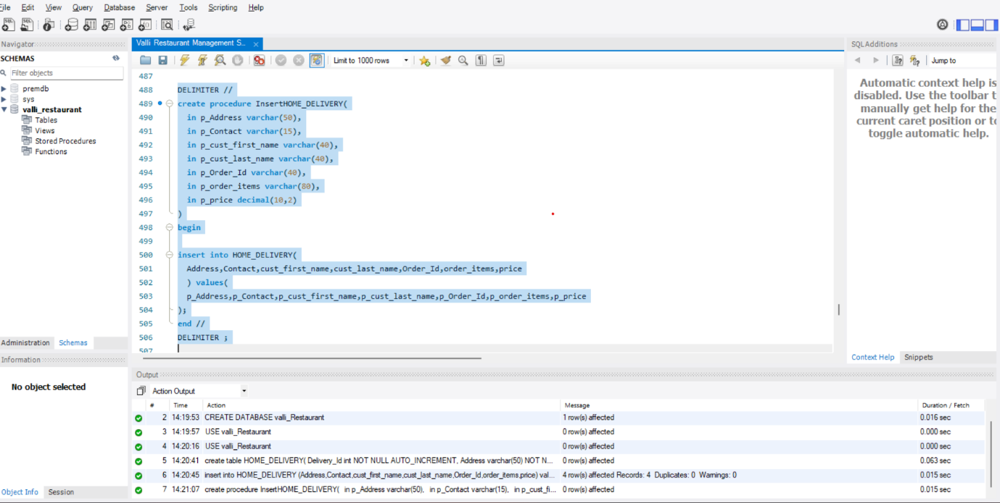 File Edit View Query Database Server Tools Scripting Help
Navigator
SCHEMAS
Filter objects
premdb
sys
valli_restaurant
Tables
Views
Stored Procedures
Functions
Administration Schemas
Information
No object selected
Object Info Session
Valli Restaurant Management S...
Limit to 1000 rows
487
488 DELIMITER //
489 create procedure InsertHOME_DELIVERY(
490 in p_Address varchar(50),
491 in p_Contact varchar(15),
492 in p_cust_first_name varchar(40),
493 in p_cust_last_name varchar(40),
494 in p_Order_Id varchar(40),
495 in p_order_items varchar(80),
496 in p_price decimal(10,2)
497 )
498 begin
499
500 insert into HOME_DELIVERY(
501 Address,Contact,cust_first_name,cust_last_name,Order_Id,order_items,price
502 ) values(
503 p_Address,p_Contact,p_cust_first_name,p_cust_last_name,p_Order_Id,p_order_items,p_price
504 );
505 end //
506 DELIMITER ;
507
Output
Action Output
# Time Action Message Duration / Fetch
2 14:19:53 CREATE DATABASE valli_Restaurant 1 row(s) affected 0.016 sec
3 14:19:57 USE valli_Restaurant 0 row(s) affected 0.000 sec
4 14:20:16 USE valli_Restaurant 0 row(s) affected 0.000 sec
5 14:20:41 create table HOME_DELIVERY( Delivery_Id int NOT NULL AUTO_INCREMENT, Address varchar(50) NOT N... 0 row(s) affected 0.063 sec
6 14:20:45 insert into HOME_DELIVERY (Address,Contact,cust_first_name,cust_last_name,Order_Id,order_items,price) val... 4 row(s) affected Records: 4 Duplicates: 0 Warnings: 0 0.015 sec
7 14:21:07 create procedure InsertHOME_DELIVERY( in p_Address varchar(50), in p_Contact varchar(15), in p_cust_fi... 0 row(s) affected 0.015 sec
SQLAdditions
Jump to
Automatic context help is
disabled. Use the toolbar t
manually get help for the
current caret position or to
toggle automatic help.
Context Help Snippets